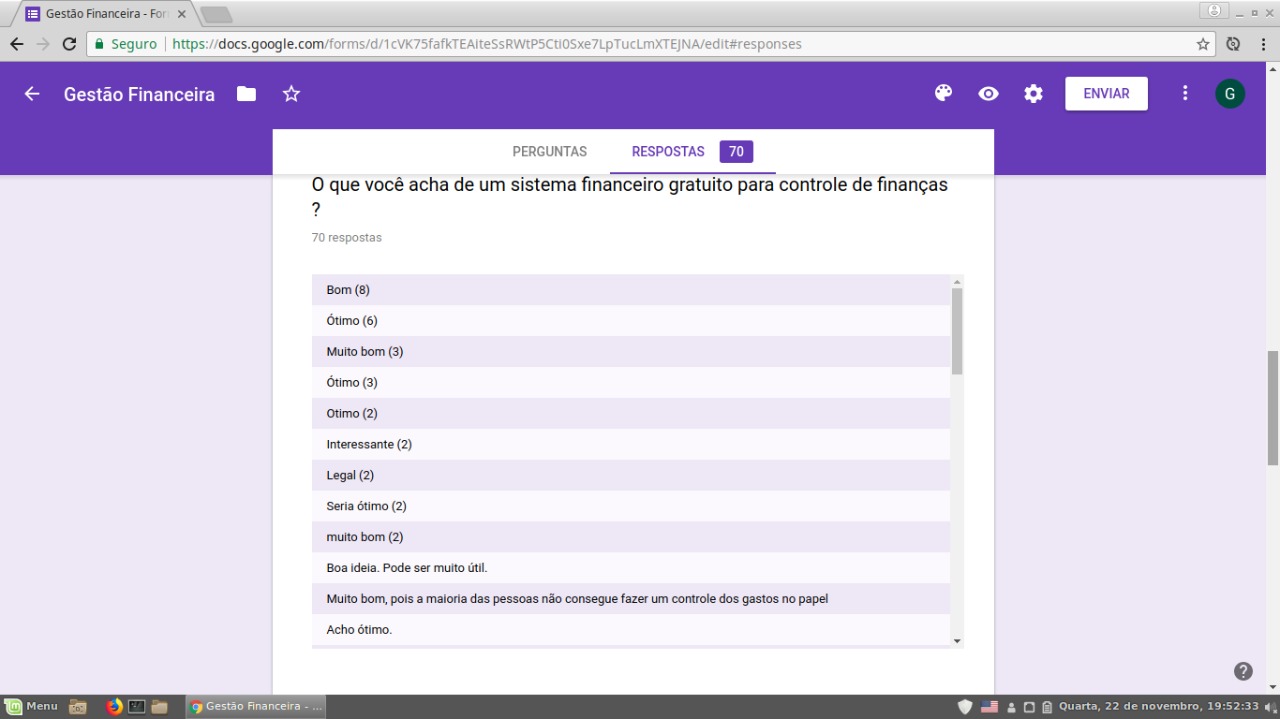 Gestão Financeira - For
Seguro
https://docs.google.com/forms/d/1cVK75fafkTEAiteSsRWtP5Cti0Sxe7LpTucLmXTEJNA/edit#responses
Gestão Financeira
ENVIAR
G
PERGUNTAS
RESPOSTAS
70
O que você acha de um sistema financeiro gratuito para controle de finanças
?
70 respostas
Bom (8)
Ótimo (6)
Muito bom (3)
Ótimo (3)
Otimo (2)
Interessante (2)
Legal (2)
Seria ótimo (2)
muito bom (2)
Boa ideia. Pode ser muito útil.
Muito bom, pois a maioria das pessoas não consegue fazer um controle dos gastos no papel
Acho ótimo.
Menu
Gestão Financeira - ...
Quarta, 22 de novembro, 19:52:33